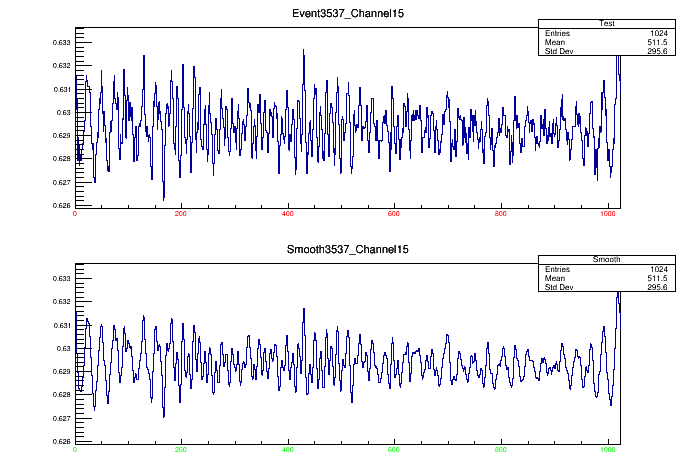 Event3537_Channel15
Test
Entries 1024
Mean 511.5
Std Dev 295.6
0.633
0.632
0.631
0.63
0.629
0.628
0.627
0.626
0 200 400 600 800 1000
Smooth3537_Channel15
Smooth
Entries 1024
Mean 511.5
Std Dev 295.6
0.633
0.632
0.631
0.63
0.629
0.628
0.627
0.626
0 200 400 600 800 1000